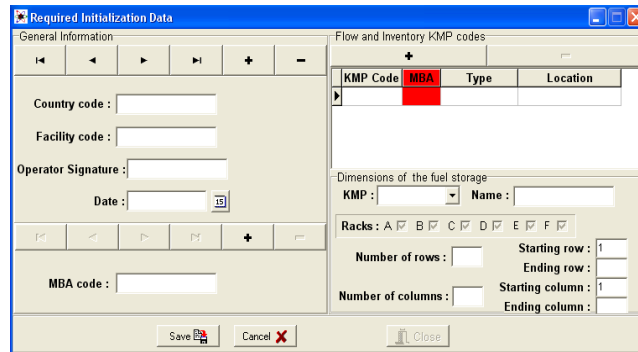 Required Initialization Data
General Information
Country code :
Facility code :
Operator Signature :
Date :
15
MBA code :
Flow and Inventory KMP codes
KMP Code MBA Type Location
Dimensions of the fuel storage
KMP : Name :
Racks : A B C D E F
Number of rows :
Starting row : 1
Ending row :
Number of columns :
Starting column : 1
Ending column :
Save Cancel Close